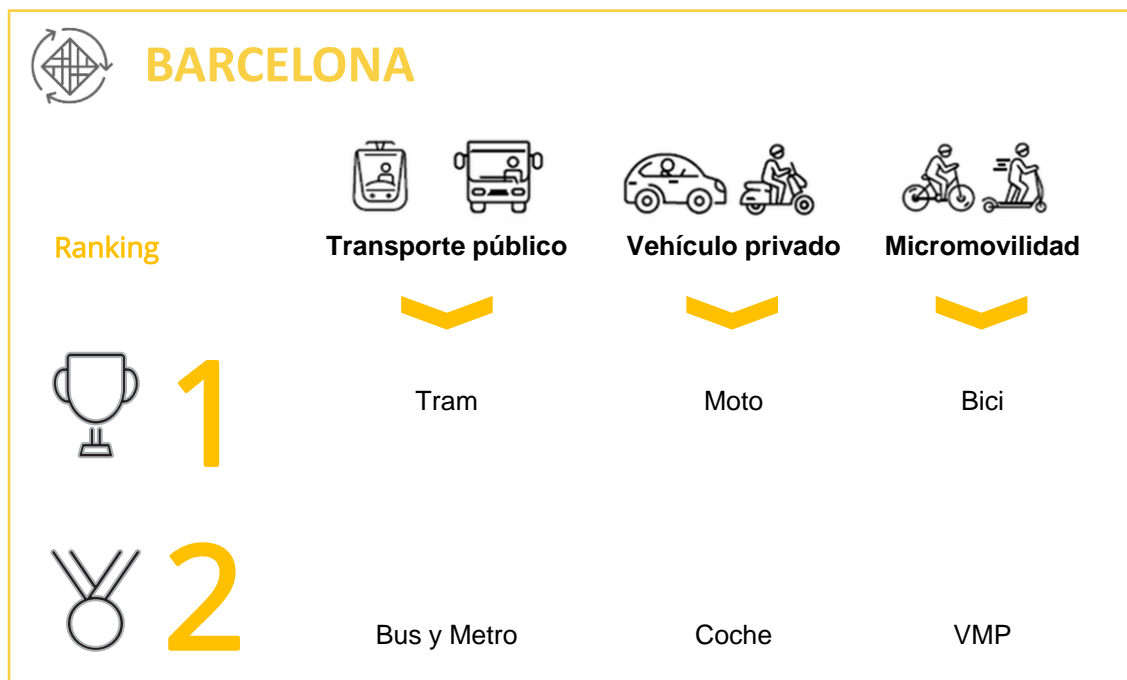 BARCELONA
Ranking
Transporte público
Vehículo privado
Micromovilidad
1
Tram
Moto
Bici
2
Bus y Metro
Coche
VMP